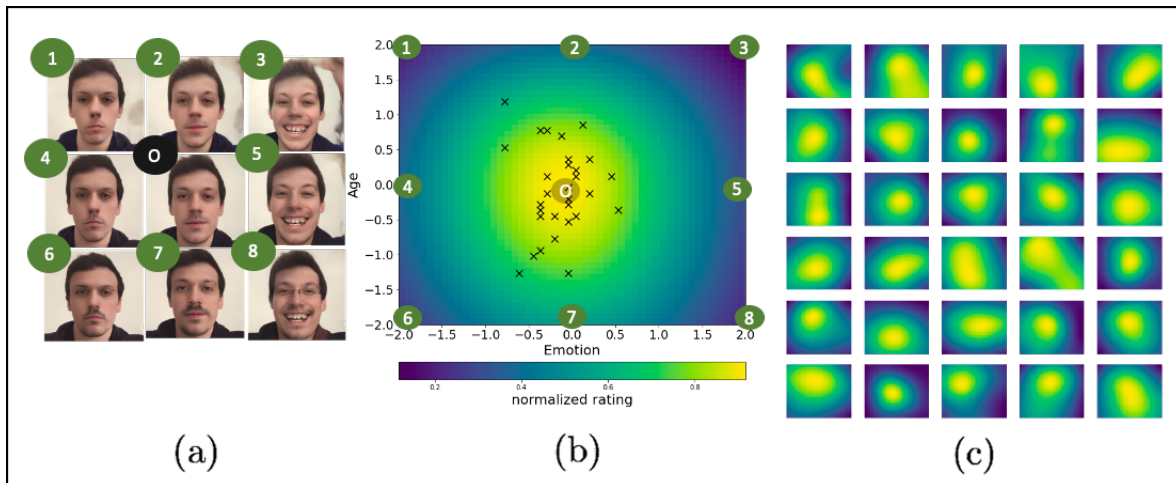 1 2 3
4 O 5
6 7 8
(a)
1 2 3
2.0
1.5
1.0
0.5
4 0.0 O 5
Age
−0.5
−1.0
−1.5
6 −2.0 7 8
−2.0 −1.5 −1.0 −0.5 0.0 0.5 1.0 1.5 2.0
Emotion
0.2 0.4 0.6 0.8
normalized rating
(b)
(c)